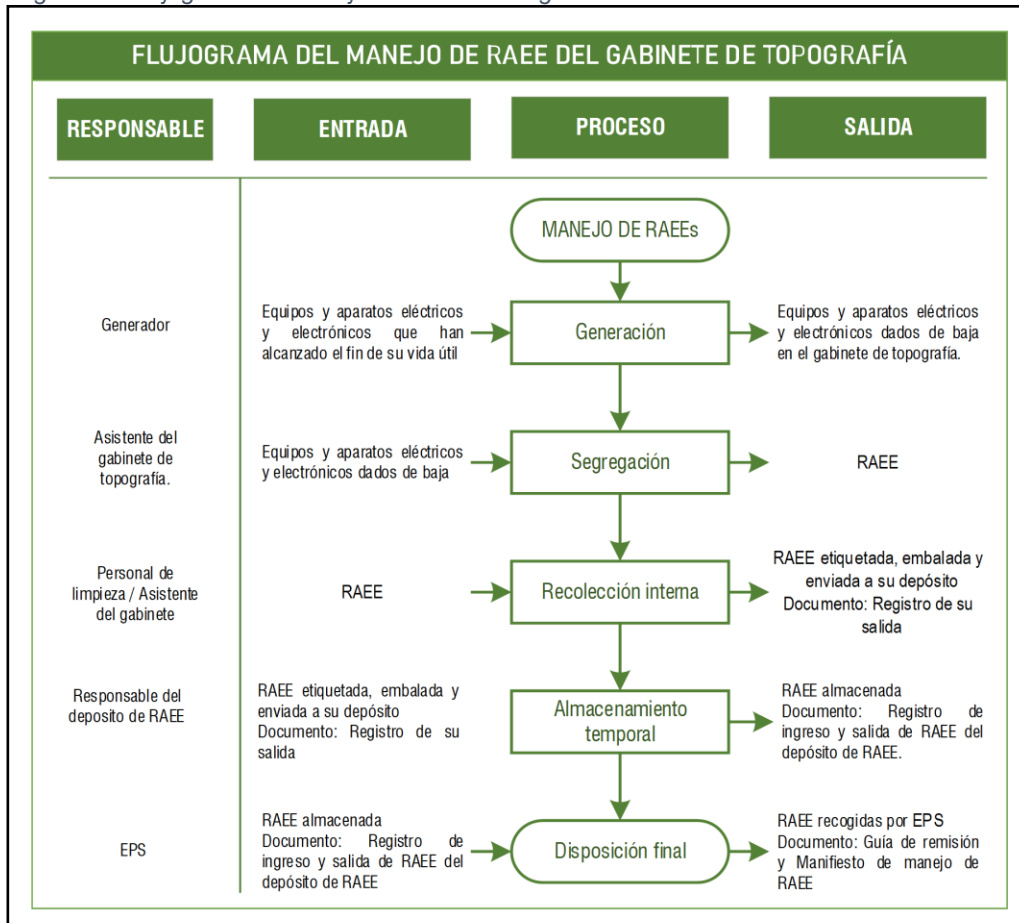 FLUJOGRAMA DEL MANEJO DE RAEE DEL GABINETE DE TOPOGRAFÍA
RESPONSABLE
ENTRADA
PROCESO
SALIDA
MANEJO DE RAEEs
Generador
Equipos y aparatos eléctricos
y electrónicos que han
alcanzado el fin de su vida útil
Generación
Equipos y aparatos eléctricos
y electrónicos dados de baja
en el gabinete de topografía.
Asistente del
gabinete de
topografía.
Equipos y aparatos eléctricos
y electrónicos dados de baja
Segregación
RAEE
Personal de
limpieza / Asistente
del gabinete
RAEE
Recolección interna
RAEE etiquetada, embalada y
enviada a su depósito
Documento: Registro de su
salida
Responsable del
deposito de RAEE
RAEE etiquetada, embalada y
enviada a su depósito
Documento: Registro de su
salida
Almacenamiento
temporal
RAEE almacenada
Documento: Registro de
ingreso y salida de RAEE del
depósito de RAEE.
EPS
RAEE almacenada
Documento: Registro de
ingreso y salida de RAEE del
depósito de RAEE
Disposición final
RAEE recogidas por EPS
Documento: Guía de remisión
y Manifiesto de manejo de
RAEE